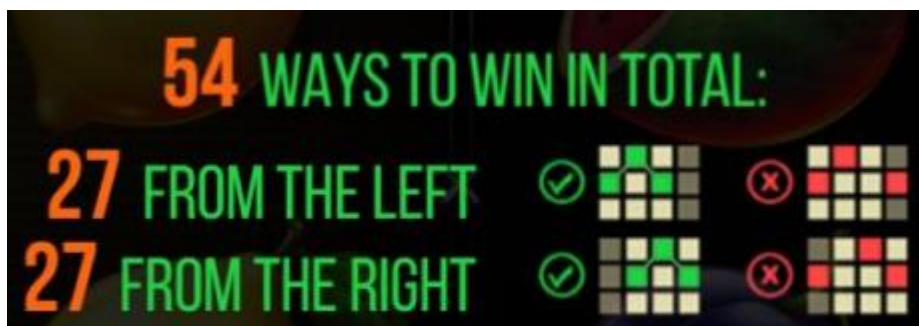 54 WAYS TO WIN IN TOTAL:
27 FROM THE LEFT
27 FROM THE RIGHT